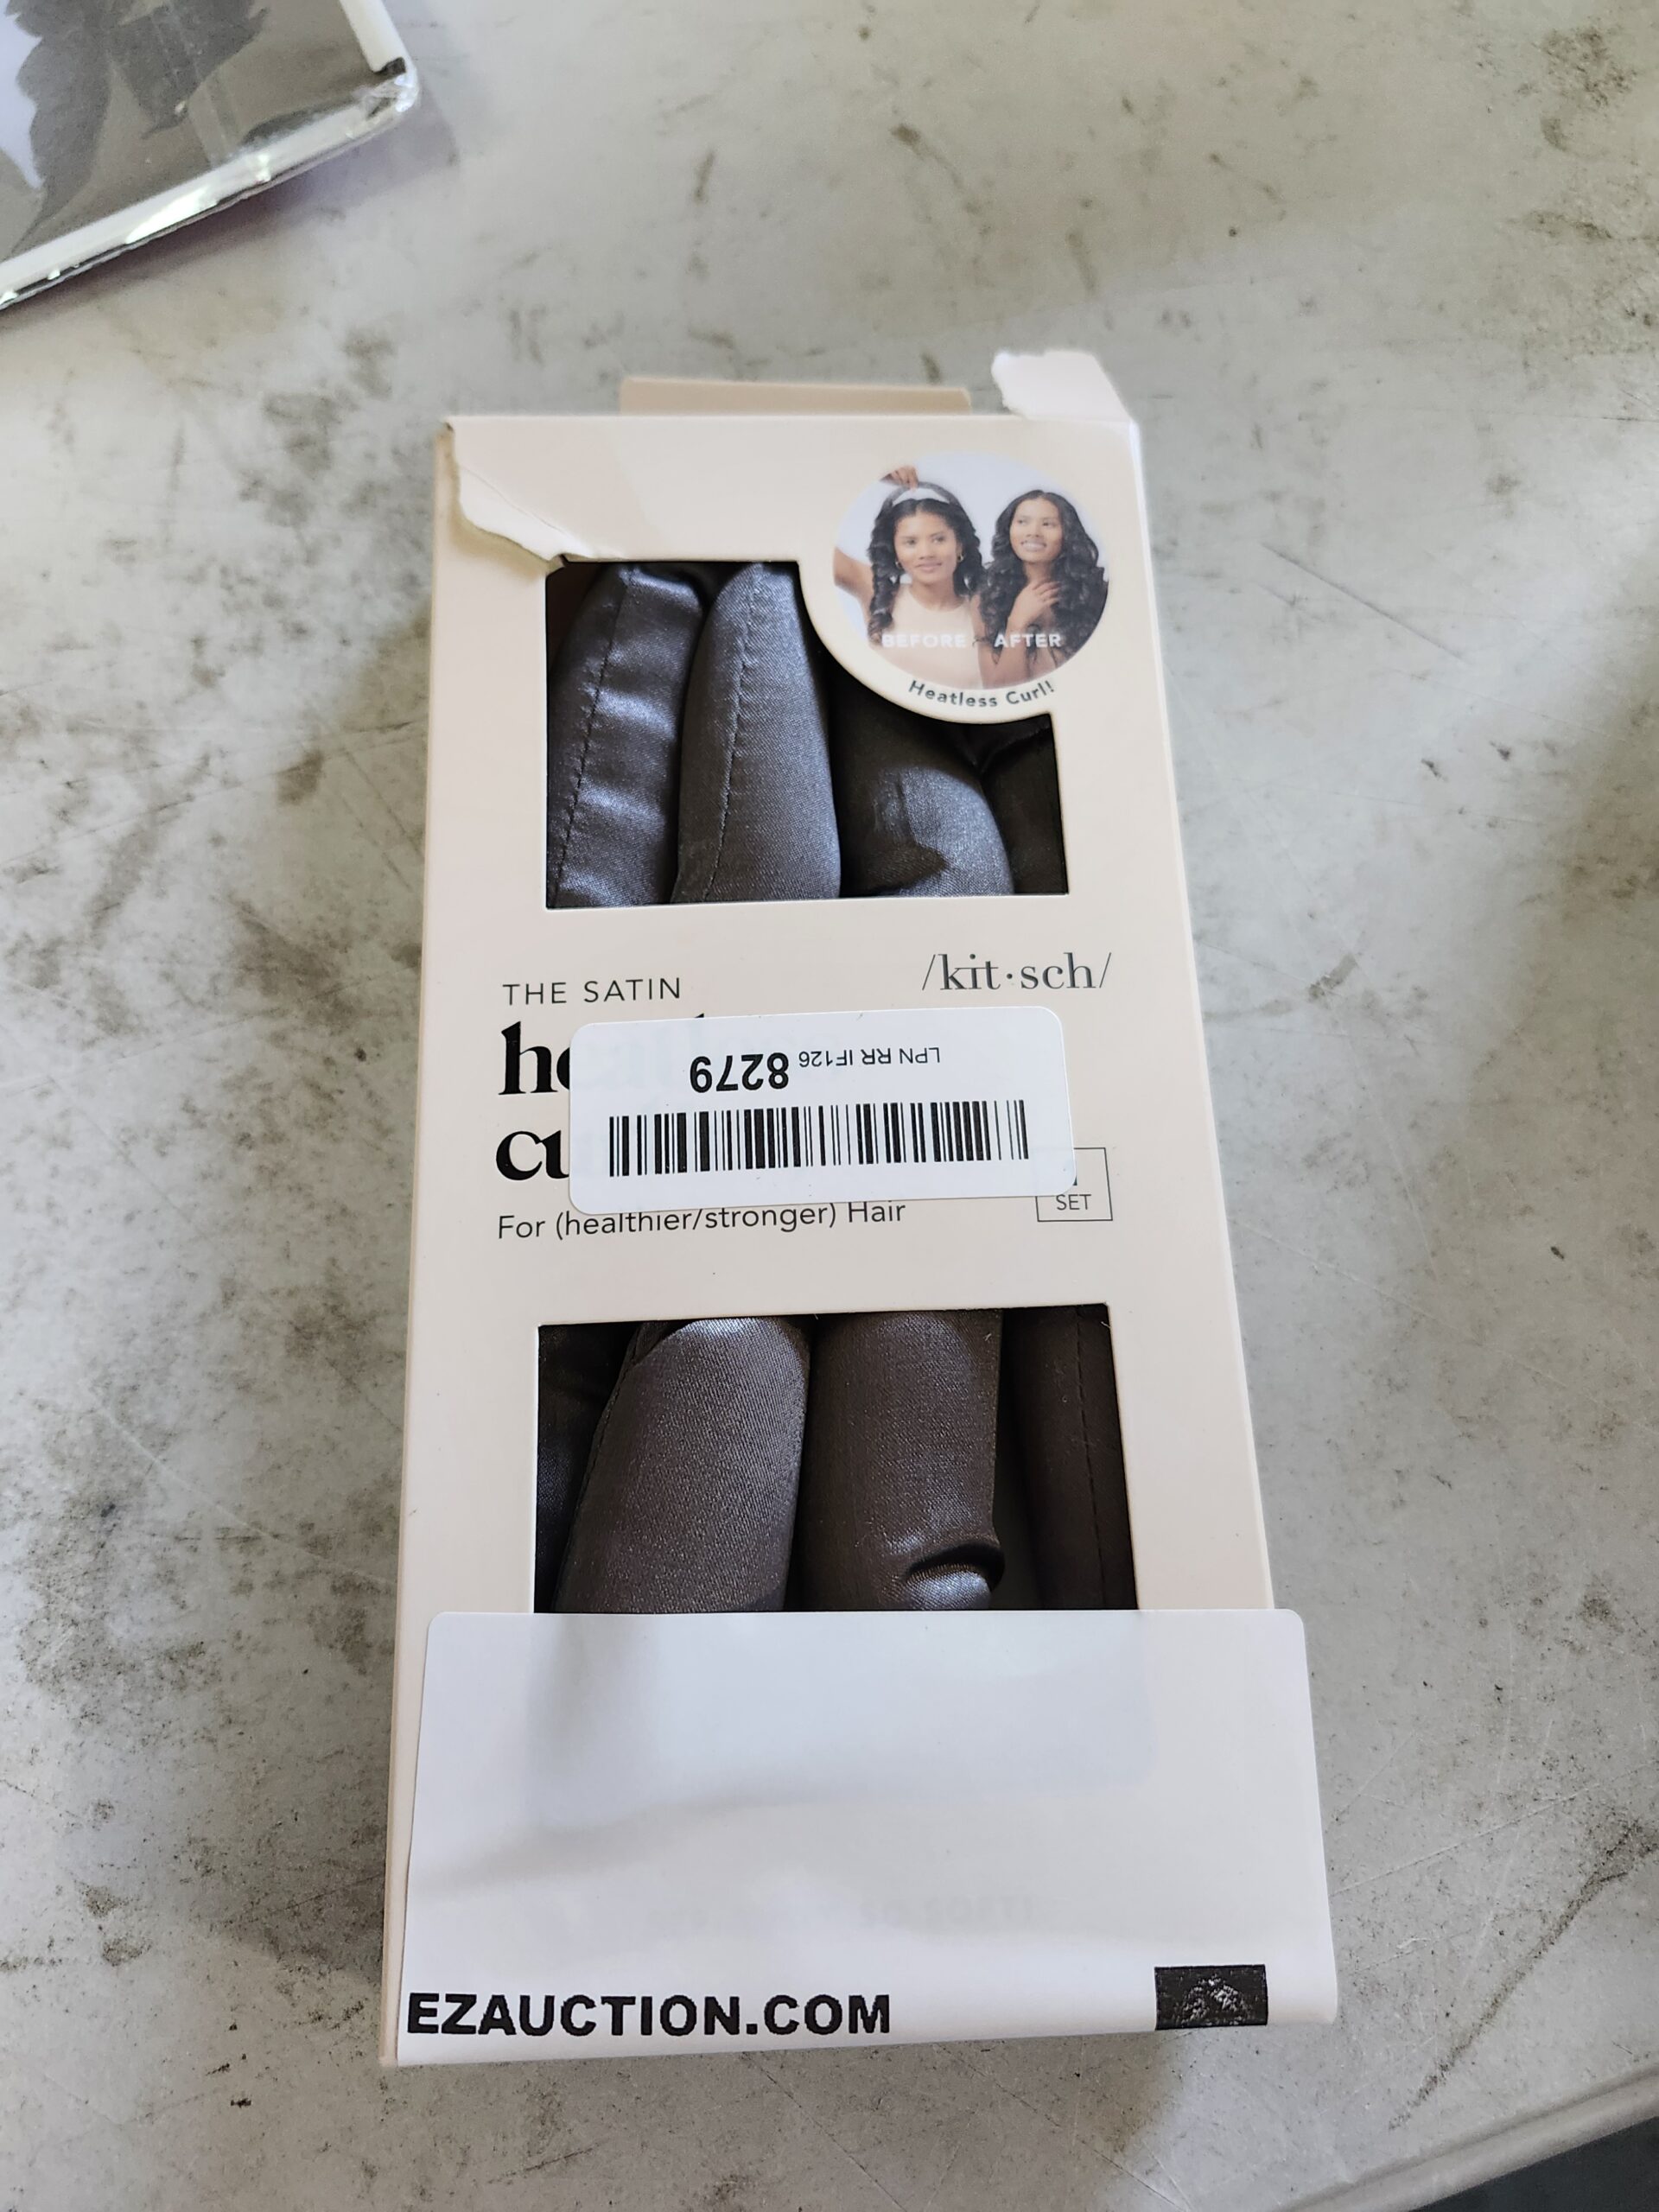 BEFORE AFTER
Heatless Curl!
/kit·sch/
THE SATIN
LPN RR IF126 8279
For (healthier/stronger) Hair
SET
EZAUCTION.COM